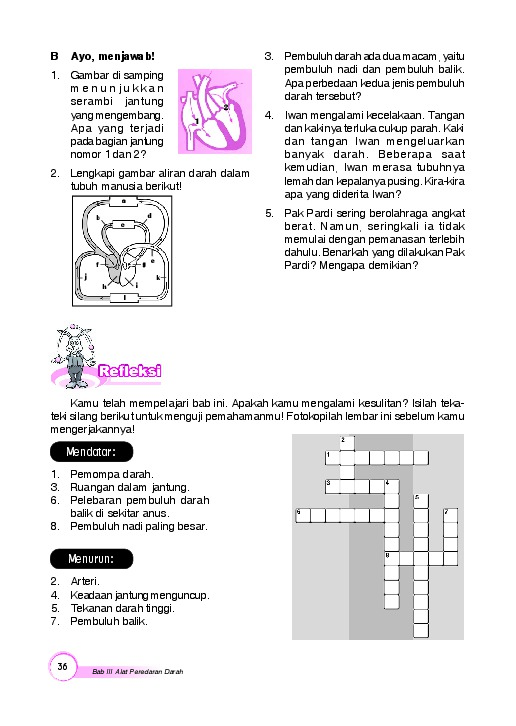 B Ayo, menjawab!
1. Gambar di samping
menunjukkan
serambi jantung
yang mengembang.
Apa yang terjadi
pada bagian jantung
nomor 1 dan 2?
1
2
2. Lengkapi gambar aliran darah dalam
tubuh manusia berikut!
a
b
c
d
f
g
e
j
k
h
i
l
3. Pembuluh darah ada dua macam, yaitu
pembuluh nadi dan pembuluh balik.
Apa perbedaan kedua jenis pembuluh
darah tersebut?
4. Iwan mengalami kecelakaan. Tangan
dan kakinya terluka cukup parah. Kaki
dan tangan Iwan mengeluarkan
banyak darah. Beberapa saat
kemudian, Iwan merasa tubuhnya
lemah dan kepalanya pusing. Kira-kira
apa yang diderita Iwan?
5. Pak Pardi sering berolahraga angkat
berat. Namun, seringkali ia tidak
memulai dengan pemanasan terlebih
dahulu. Benarkah yang dilakukan Pak
Pardi? Mengapa demikian?
Refleksi
Kamu telah mempelajari bab ini. Apakah kamu mengalami kesulitan? Isilah teka-
teki silang berikut untuk menguji pemahamanmu! Fotokopilah lembar ini sebelum kamu
mengerjakannya!
Mendatar:
1. Pemompa darah.
3. Ruangan dalam jantung.
6. Pelebaran pembuluh darah
balik di sekitar anus.
8. Pembuluh nadi paling besar.
Menurun:
2. Arteri.
4. Keadaan jantung menguncup.
5. Tekanan darah tinggi.
7. Pembuluh balik.
2
1
3 4
5
6 7
8
36 Bab III Alat Peredaran Darah